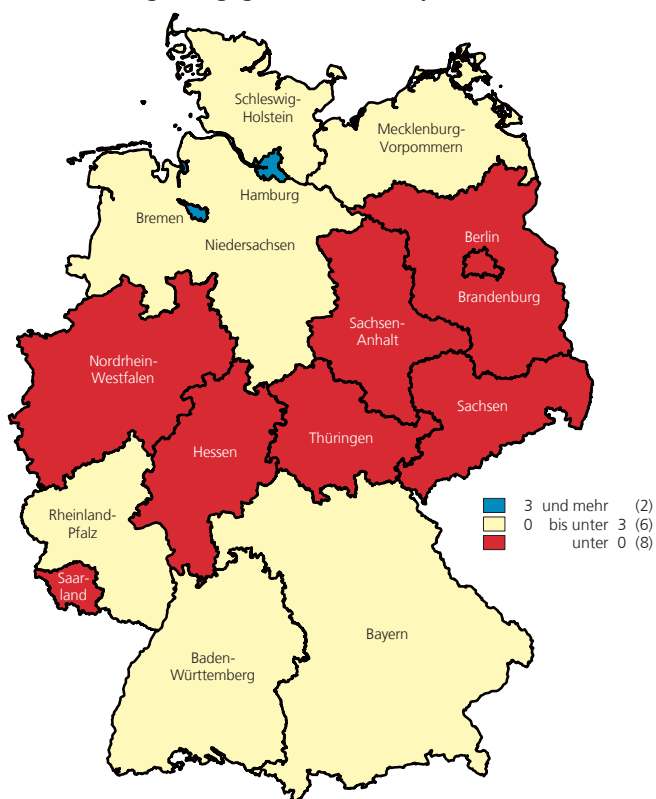 Schleswig-
Holstein
Mecklenburg-
Vorpommern
Hamburg
Bremen
Niedersachsen
Berlin
Brandenburg
Sachsen-
Anhalt
Nordrhein-
Westfalen
Sachsen
Thüringen
Hessen
3 und mehr (2)
0 bis unter 3 (6)
unter 0 (8)
Rheinland-
Pfalz
Saar-
land
Bayern
Baden-
Württemberg